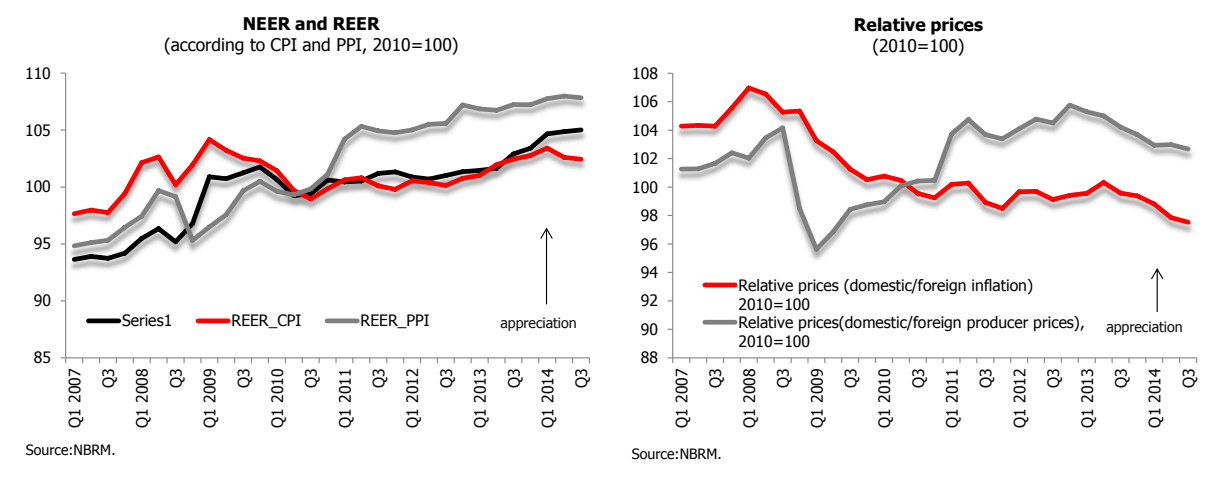 NEER and REER
(according to CPI and PPI, 2010=100)
110
105
100
95
90
85
Series1
REER_CPI
REER_PPI
appreciation
Q1 2007
Q3
Q1 2008
Q3
Q1 2009
Q3
Q1 2010
Q3
Q1 2011
Q3
Q1 2012
Q3
Q1 2013
Q3
Q1 2014
Q3
Source:NBRM.
Relative prices
(2010=100)
108
106
104
102
100
98
96
94
92
90
88
Relative prices (domestic/foreign inflation)
2010=100
Relative prices(domestic/foreign producer prices),
2010=100
appreciation
Q1 2007
Q3
Q1 2008
Q3
Q1 2009
Q3
Q1 2010
Q3
Q1 2011
Q3
Q1 2012
Q3
Q1 2013
Q3
Q1 2014
Q3
Source:NBRM.